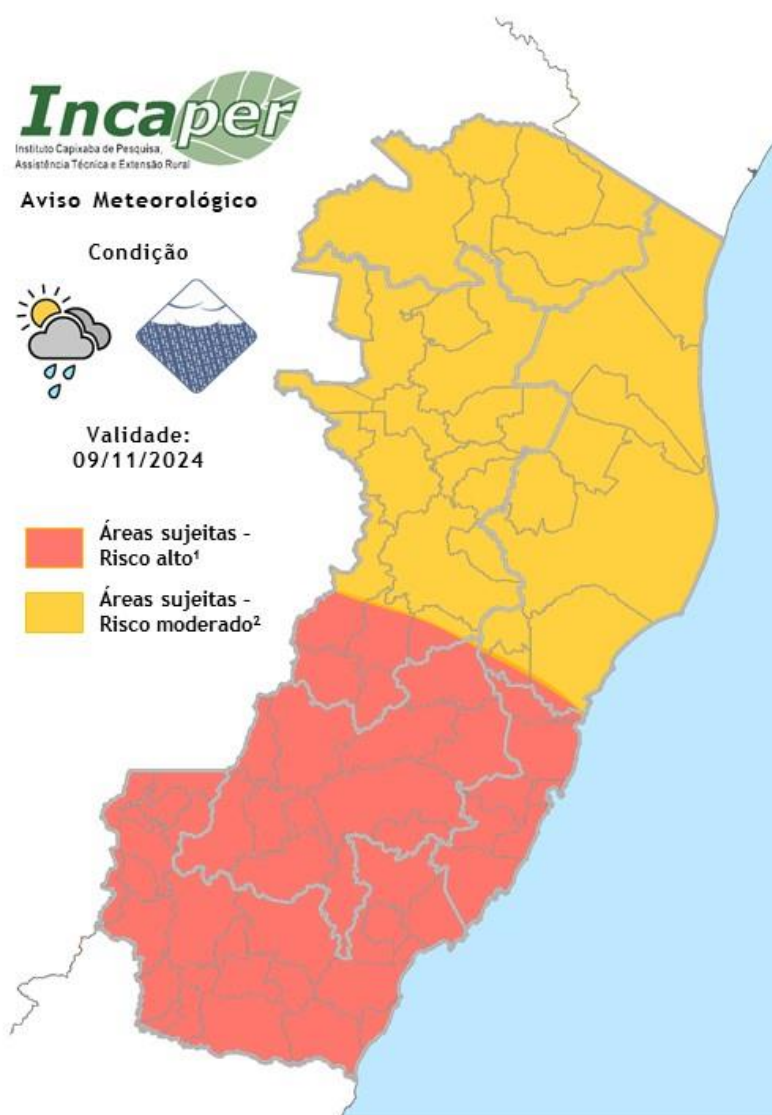 Incaper
Instituto Capixaba de Pesquisa,
Assistência Técnica e Extensão Rural
Aviso Meteorológico
Condição
Validade:
09/11/2024
Áreas sujeitas -
Risco alto¹
Áreas sujeitas -
Risco moderado²